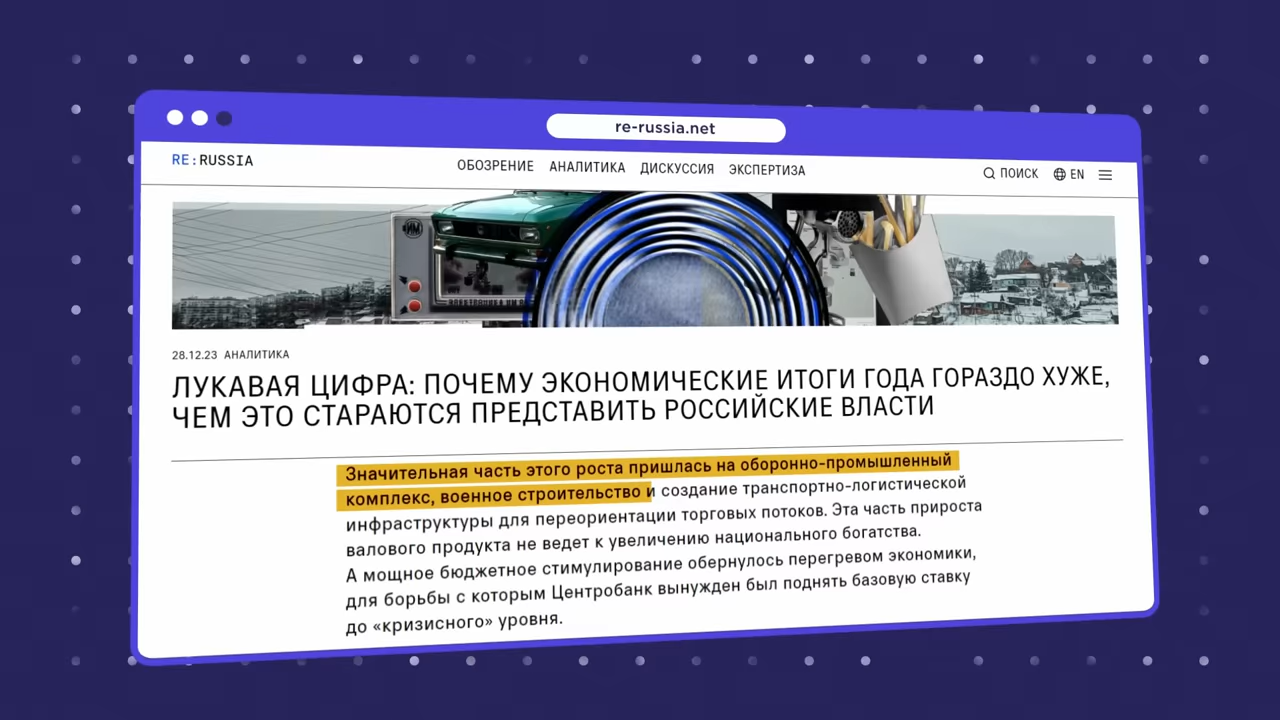 re-russia.net
RE:RUSSIA
ОБОЗРЕНИЕ АНАЛИТИКА ДИСКУССИЯ ЭКСПЕРТИЗА
ПОИСК EN
28.12.23 АНАЛИТИКА
ЛУКАВАЯ ЦИФРА: ПОЧЕМУ ЭКОНОМИЧЕСКИЕ ИТОГИ ГОДА ГОРАЗДО ХУЖЕ,
ЧЕМ ЭТО СТАРАЮТСЯ ПРЕДСТАВИТЬ РОССИЙСКИЕ ВЛАСТИ
Значительная часть этого роста пришлась на оборонно-промышленный
комплекс, военное строительство и создание транспортно-логистической
инфраструктуры для переориентации торговых потоков. Эта часть прироста
валового продукта не ведет к увеличению национального богатства.
А мощное бюджетное стимулирование обернулось перегревом экономики,
для борьбы с которым Центробанк вынужден был поднять базовую ставку
до «кризисного» уровня.